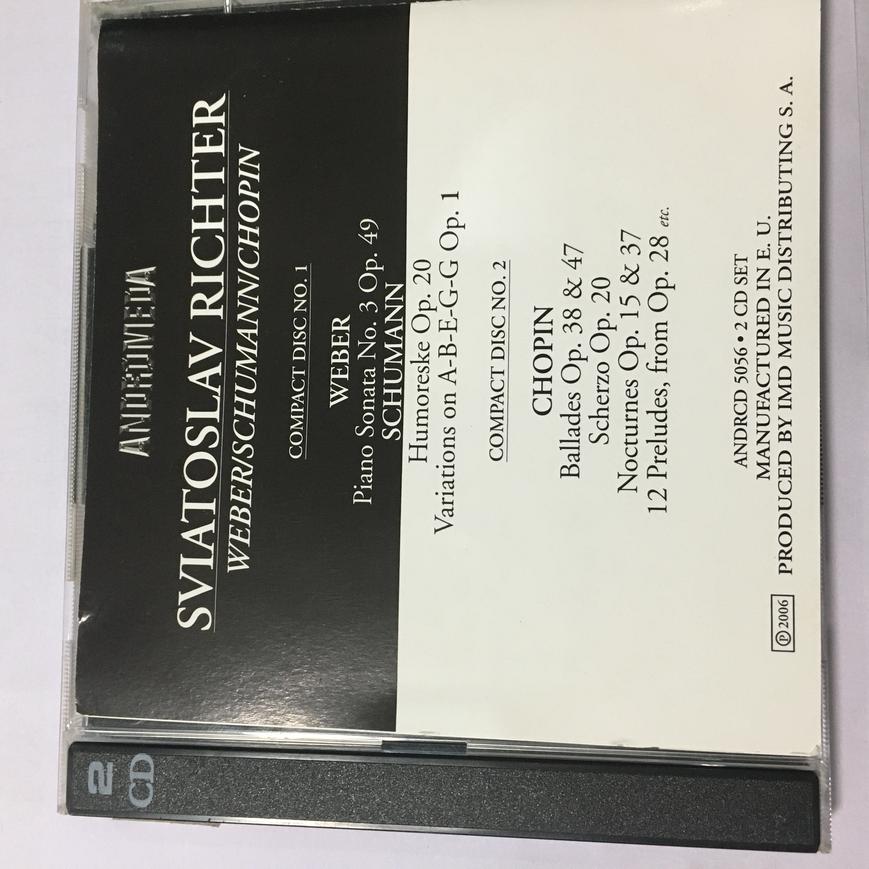 ANDROMEDA
SVIATOSLAV RICHTER
WEBER/SCHUMANN/CHOPIN
COMPACT DISC NO. 1
WEBER
Piano Sonata No. 3 Op. 49
SCHUMANN
Humoreske Op. 20
Variations on A-B-E-G-G Op. 1
COMPACT DISC NO. 2
CHOPIN
Ballades Op. 38 & 47
Scherzo Op. 20
Nocturnes Op. 15 & 37
12 Preludes, from Op. 28 etc.
ANDRCD 5056 • 2 CD SET
MANUFACTURED IN E. U.
℗ 2006 PRODUCED BY IMD MUSIC DISTRIBUTING S. A.
2
CD